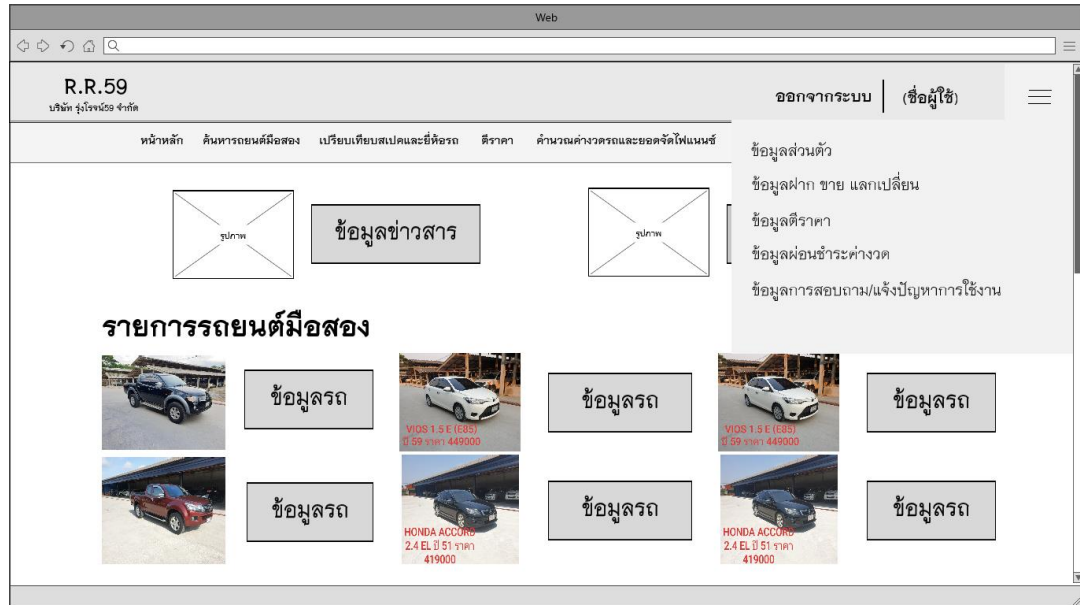 Web
R.R.59
บริษัท รุ่งโรจน์59 จำกัด
ออกจากระบบ
(ชื่อผู้ใช้)
หน้าหลัก ค้นหารถยนต์มือสอง เปรียบเทียบสเปคและยี่ห้อรถ ตีราคา คำนวณค่างวดรถและยอดจัดไฟแนนซ์
ข้อมูลส่วนตัว
ข้อมูลฝาก ขาย แลกเปลี่ยน
ข้อมูลตีราคา
ข้อมูลผ่อนชำระค่างวด
ข้อมูลการสอบถาม/แจ้งปัญหาการใช้งาน
รูปภาพ
ข้อมูลข่าวสาร
รูปภาพ
รายการรถยนต์มือสอง
ข้อมูลรถ
VIOS 1.5 E (E85)
ปี 59 ราคา 449000
ข้อมูลรถ
VIOS 1.5 E (E85)
ปี 59 ราคา 449000
ข้อมูลรถ
ข้อมูลรถ
HONDA ACCORD
2.4 EL ปี 51 ราคา
419000
ข้อมูลรถ
HONDA ACCORD
2.4 EL ปี 51 ราคา
419000
ข้อมูลรถ